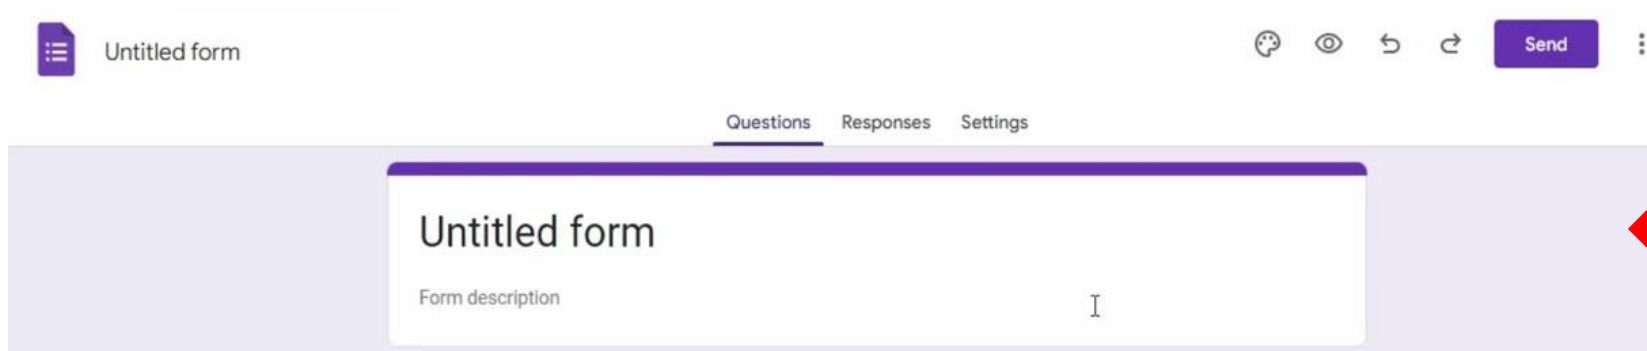 Untitled form
Send
Questions Responses Settings
Untitled form
Form description